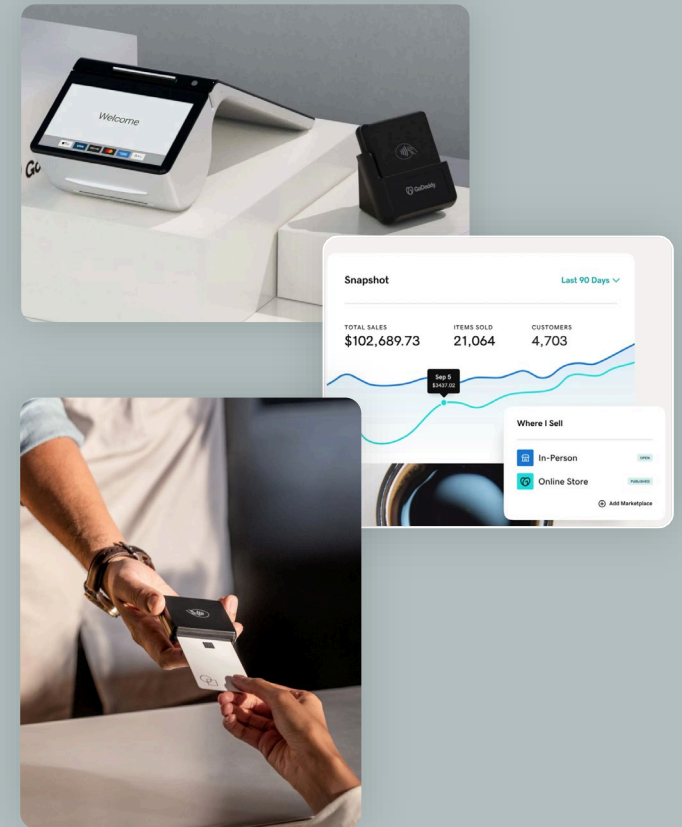 Welcome
Go
GoDaddy
Snapshot
Last 90 Days
TOTAL SALES
ITEMS SOLD
CUSTOMERS
$102,689.73
21,064
4,703
Sep 5
$3437.02
Where I Sell
In-Person
OPEN
Online Store
PUBLISHED
Add Marketplace